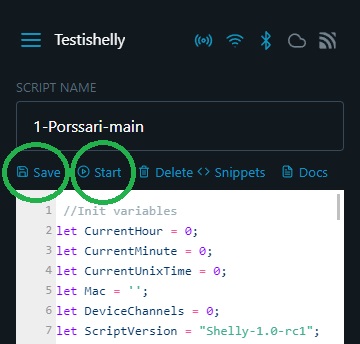 Testishelly
SCRIPT NAME
1-Porssari-main
Save Start Delete <> Snippets Docs
1 //Init variables
2 let CurrentHour = 0;
3 let CurrentMinute = 0;
4 let CurrentUnixTime = 0;
5 let Mac = '';
6 let DeviceChannels = 0;
7 let ScriptVersion = "Shelly-1.0-rc1";